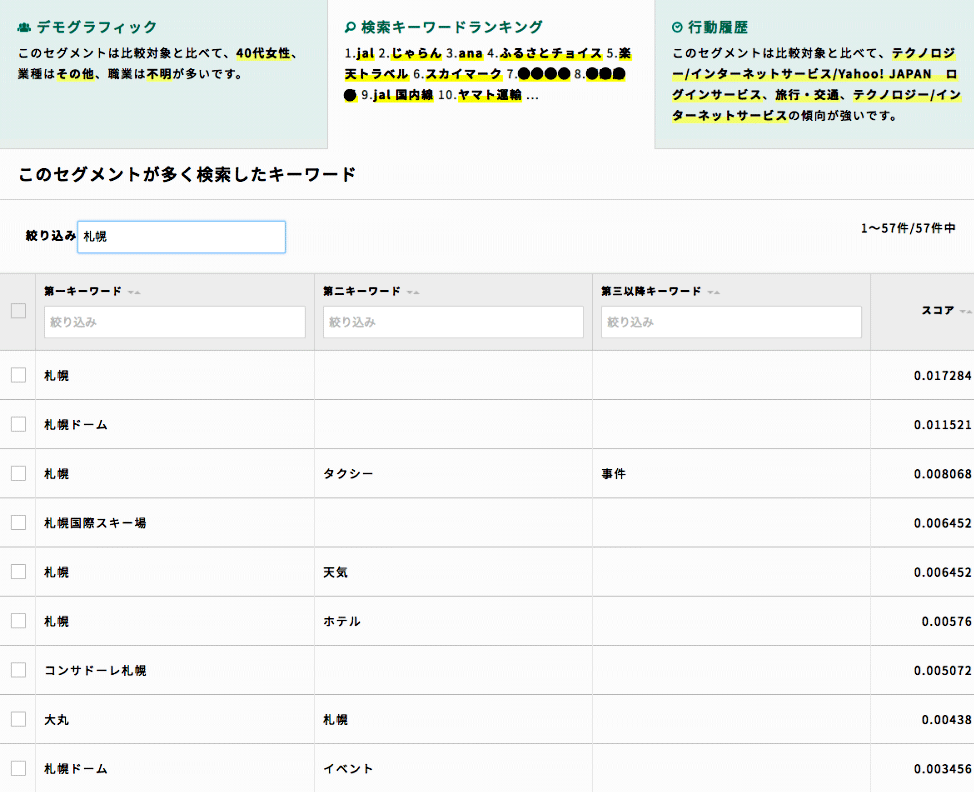 デモグラフィック
このセグメントは比較対象と比べて、40代女性、
業種はその他、職業は不明が多いです。
検索キーワードランキング
1.jal 2.じゃらん 3.ana 4.ふるさとチョイス 5.楽
天トラベル 6.スカイマーク 7.●●●● 8.●●●
● 9.jal 国内線 10.ヤマト運輸 ...
行動履歴
このセグメントは比較対象と比べて、テクノロジ
ー/インターネットサービス/Yahoo! JAPAN ロ
グインサービス、旅行・交通、テクノロジー/イン
ターネットサービスの傾向が強いです。
このセグメントが多く検索したキーワード
絞り込み 札幌
1〜57件/57件中
第一キーワード 第二キーワード 第三以降キーワード スコア
絞り込み 絞り込み 絞り込み
札幌 0.017284
札幌ドーム 0.011521
札幌 タクシー 事件 0.008068
札幌国際スキー場 0.006452
札幌 天気 0.006452
札幌 ホテル 0.00576
コンサドーレ札幌 0.005072
大丸 札幌 0.00438
札幌ドーム イベント 0.003456